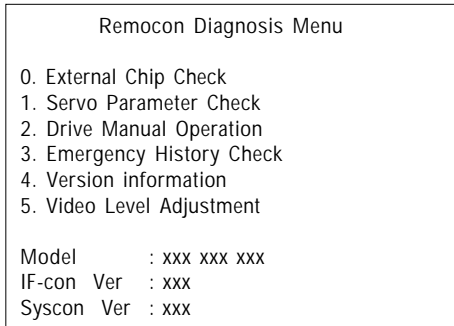 Remocon Diagnosis Menu
0. External Chip Check
1. Servo Parameter Check
2. Drive Manual Operation
3. Emergency History Check
4. Version information
5. Video Level Adjustment
Model : xxx xxx xxx
IF-con Ver : xxx
Syscon Ver : xxx